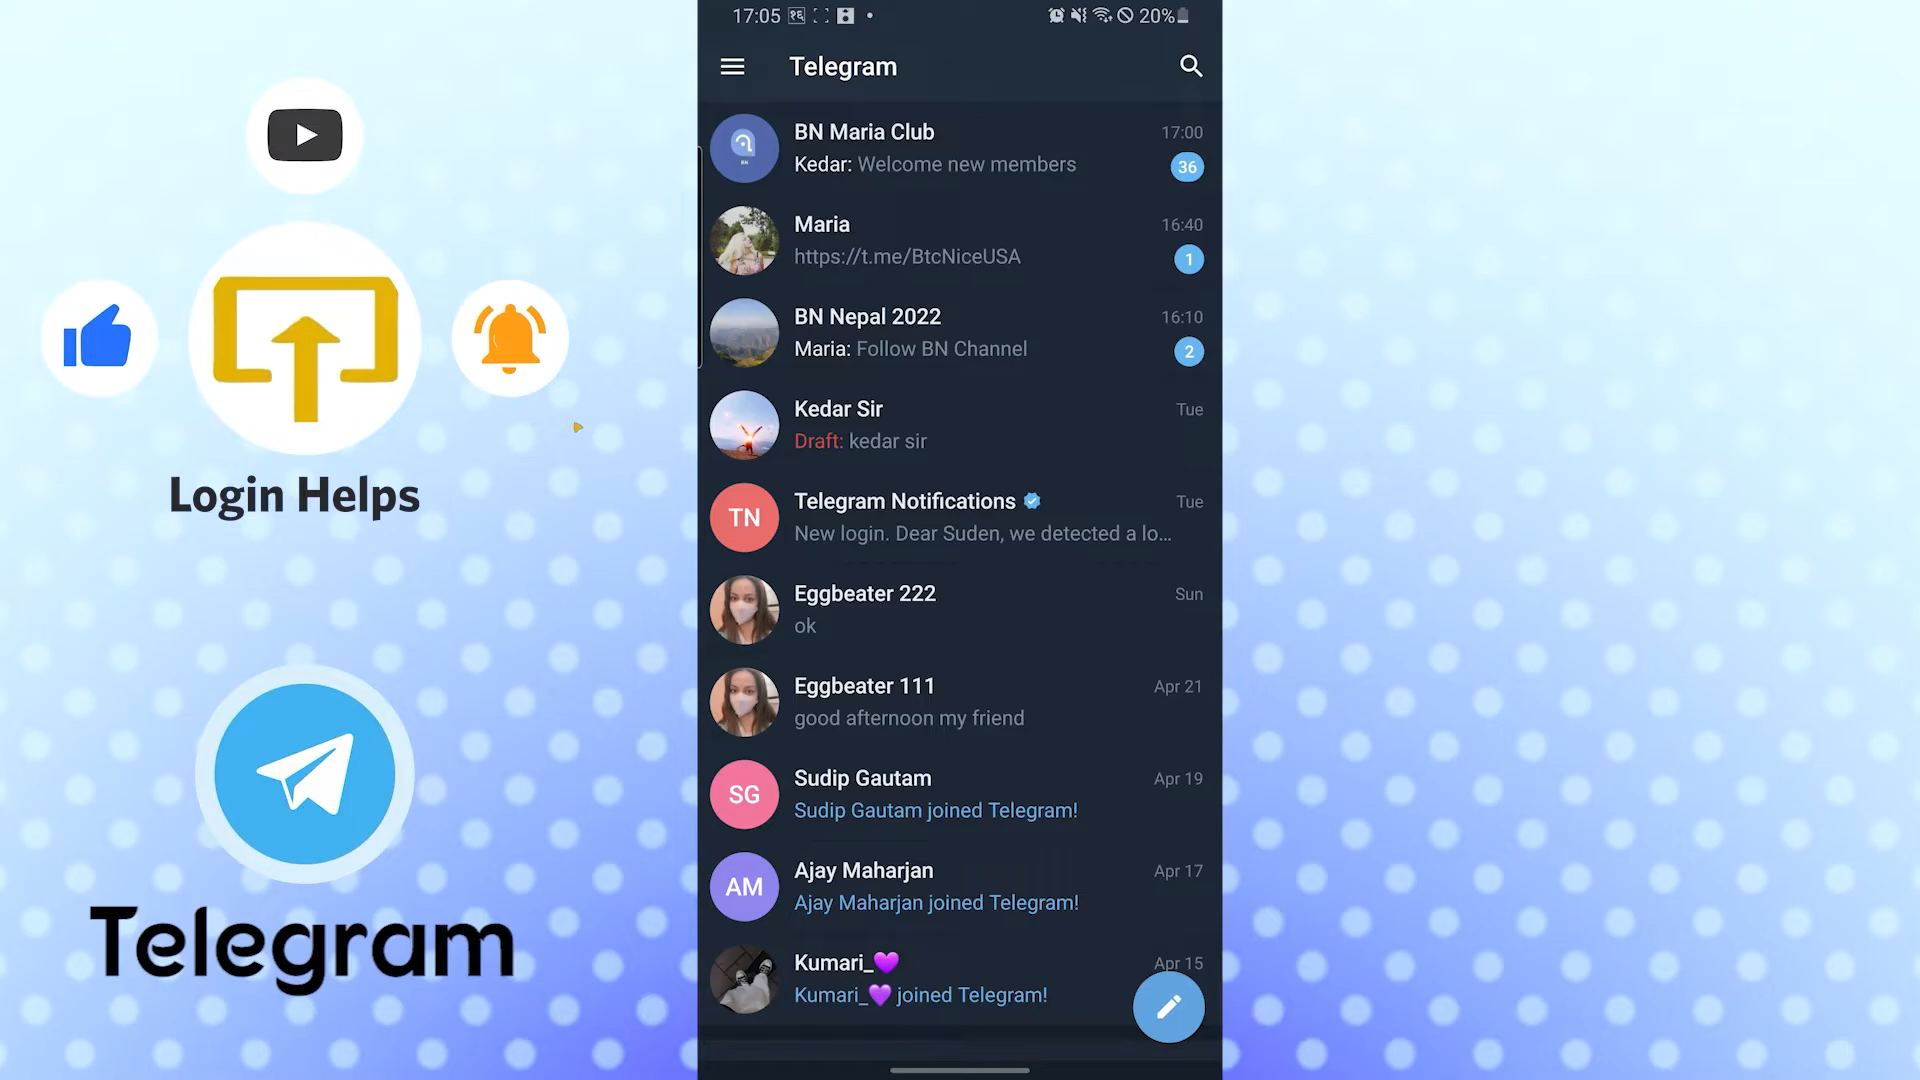 17:05
20%
Telegram
BN Maria Club 17:00
Kedar: Welcome new members 36
Maria 16:40
https://t.me/BtcNiceUSA 1
BN Nepal 2022 16:10
Maria: Follow BN Channel 2
Kedar Sir Tue
Draft: kedar sir
TN
Telegram Notifications Tue
New login. Dear Suden, we detected a lo...
Eggbeater 222 Sun
ok
Eggbeater 111 Apr 21
good afternoon my friend
SG
Sudip Gautam Apr 19
Sudip Gautam joined Telegram!
AM
Ajay Maharjan Apr 17
Ajay Maharjan joined Telegram!
Kumari_💜 Apr 15
Kumari_💜 joined Telegram!
Login Helps
Telegram